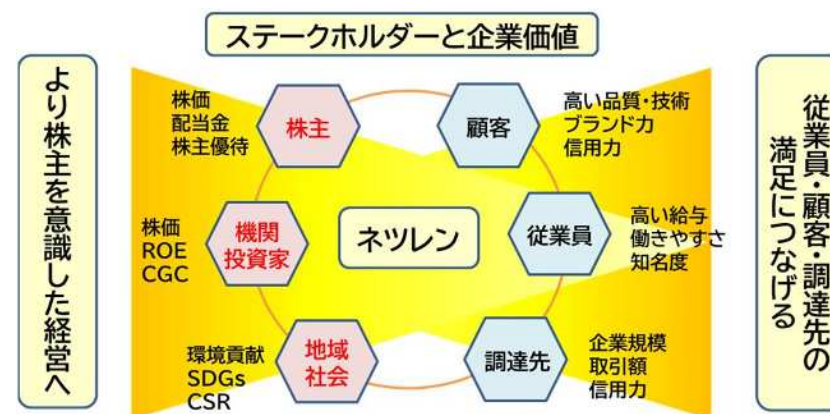 ステークホルダーと企業価値
より株主を意識した経営へ
株価
配当金
株主優待
株主
顧客
高い品質・技術
ブランド力
信用力
株価
ROE
CGC
機関
投資家
ネツレン
従業員
高い給与
働きやすさ
知名度
環境貢献
SDGs
CSR
地域
社会
調達先
企業規模
取引額
信用力
従業員・顧客・調達先の
満足につなげる